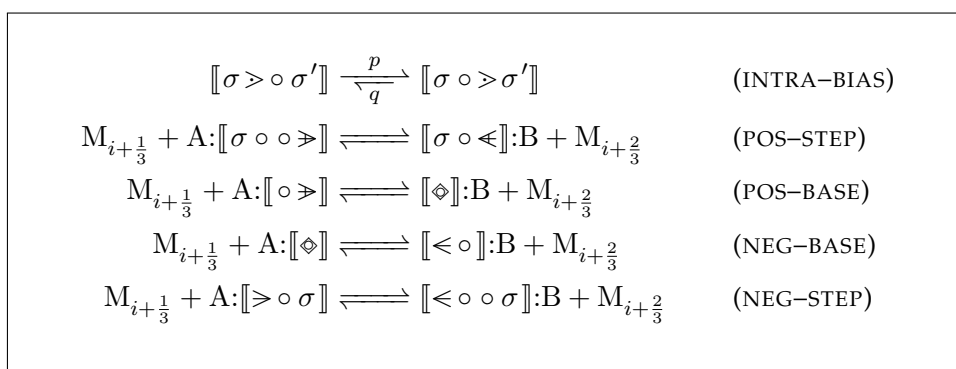 ⟦σ ⋗ ∘ σ′⟧ ⇌ ⟦σ ∘ ⋗ σ′⟧ p q (INTRA–BIAS)
M_{i+1/3} + A:⟦σ ∘ ∘ ⪢⟧ ⇌ ⟦σ ∘ ⪡⟧:B + M_{i+2/3} (POS–STEP)
M_{i+1/3} + A:⟦∘ ⪢⟧ ⇌ ⟦⟐⟧:B + M_{i+2/3} (POS–BASE)
M_{i+1/3} + A:⟦⟐⟧ ⇌ ⟦⪪ ∘⟧:B + M_{i+2/3} (NEG–BASE)
M_{i+1/3} + A:⟦⪫ ∘ σ⟧ ⇌ ⟦⪪ ∘ ∘ σ⟧:B + M_{i+2/3} (NEG–STEP)